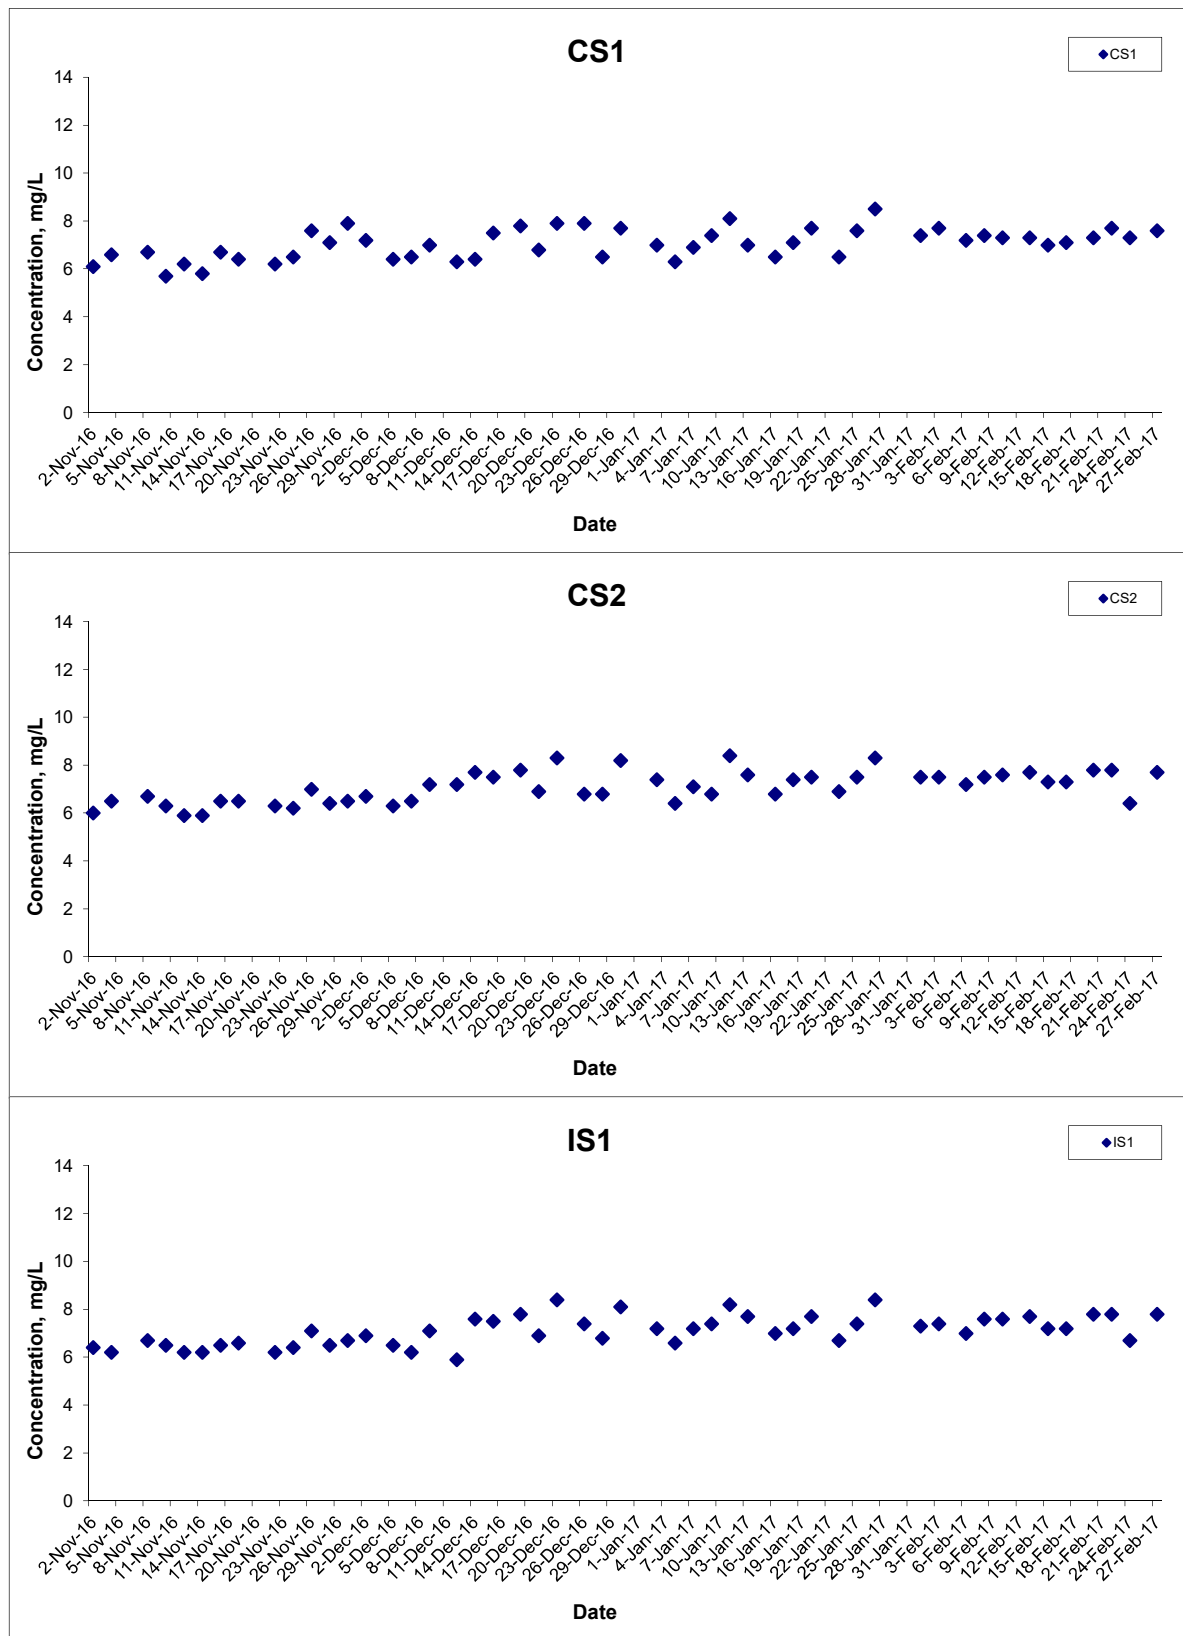 CS1
CS1
Concentration, mg/L
14
12
10
8
6
4
2
0
2-Nov-16
5-Nov-16
8-Nov-16
11-Nov-16
14-Nov-16
17-Nov-16
20-Nov-16
23-Nov-16
26-Nov-16
29-Nov-16
2-Dec-16
5-Dec-16
8-Dec-16
11-Dec-16
14-Dec-16
17-Dec-16
20-Dec-16
23-Dec-16
26-Dec-16
29-Dec-16
1-Jan-17
4-Jan-17
7-Jan-17
10-Jan-17
13-Jan-17
16-Jan-17
19-Jan-17
22-Jan-17
25-Jan-17
28-Jan-17
31-Jan-17
3-Feb-17
6-Feb-17
9-Feb-17
12-Feb-17
15-Feb-17
18-Feb-17
21-Feb-17
24-Feb-17
27-Feb-17
Date
CS2
CS2
Concentration, mg/L
14
12
10
8
6
4
2
0
2-Nov-16
5-Nov-16
8-Nov-16
11-Nov-16
14-Nov-16
17-Nov-16
20-Nov-16
23-Nov-16
26-Nov-16
29-Nov-16
2-Dec-16
5-Dec-16
8-Dec-16
11-Dec-16
14-Dec-16
17-Dec-16
20-Dec-16
23-Dec-16
26-Dec-16
29-Dec-16
1-Jan-17
4-Jan-17
7-Jan-17
10-Jan-17
13-Jan-17
16-Jan-17
19-Jan-17
22-Jan-17
25-Jan-17
28-Jan-17
31-Jan-17
3-Feb-17
6-Feb-17
9-Feb-17
12-Feb-17
15-Feb-17
18-Feb-17
21-Feb-17
24-Feb-17
27-Feb-17
Date
IS1
IS1
Concentration, mg/L
14
12
10
8
6
4
2
0
2-Nov-16
5-Nov-16
8-Nov-16
11-Nov-16
14-Nov-16
17-Nov-16
20-Nov-16
23-Nov-16
26-Nov-16
29-Nov-16
2-Dec-16
5-Dec-16
8-Dec-16
11-Dec-16
14-Dec-16
17-Dec-16
20-Dec-16
23-Dec-16
26-Dec-16
29-Dec-16
1-Jan-17
4-Jan-17
7-Jan-17
10-Jan-17
13-Jan-17
16-Jan-17
19-Jan-17
22-Jan-17
25-Jan-17
28-Jan-17
31-Jan-17
3-Feb-17
6-Feb-17
9-Feb-17
12-Feb-17
15-Feb-17
18-Feb-17
21-Feb-17
24-Feb-17
27-Feb-17
Date